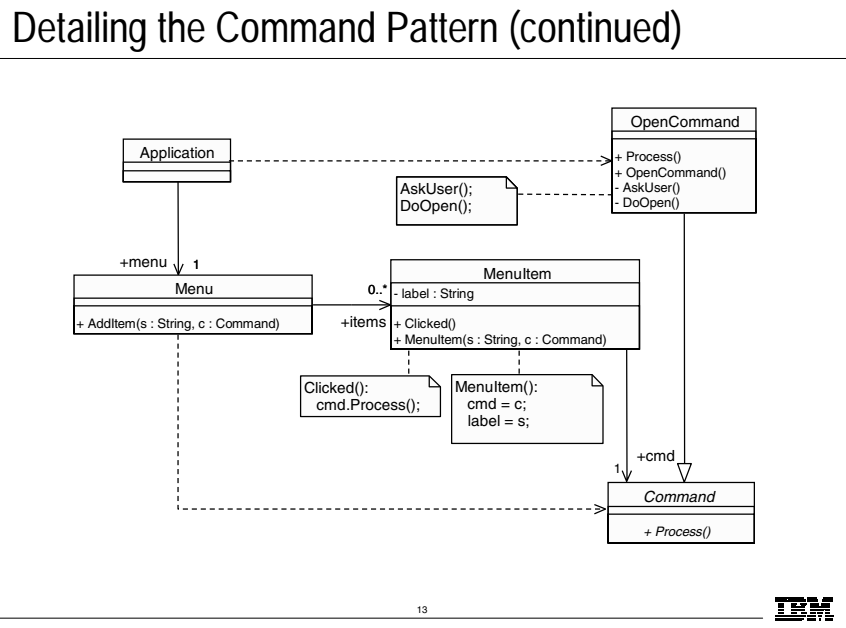 Detailing the Command Pattern (continued)
OpenCommand
+ Process()
+ OpenCommand()
- AskUser()
- DoOpen()
Application
AskUser();
DoOpen();
+menu
1
Menu
+ AddItem(s : String, c : Command)
0..*
+items
MenuItem
- label : String
+ Clicked()
+ MenuItem(s : String, c : Command)
Clicked():
cmd.Process();
MenuItem():
cmd = c;
label = s;
1
+cmd
Command
+ Process()
13
IBM